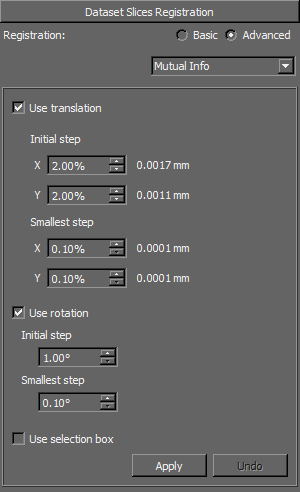 Dataset Slices Registration
Registration: Basic Advanced
Mutual Info
Use translation
Initial step
X 2.00% 0.0017 mm
Y 2.00% 0.0011 mm
Smallest step
X 0.10% 0.0001 mm
Y 0.10% 0.0001 mm
Use rotation
Initial step
1.00°
Smallest step
0.10°
Use selection box
Apply Undo